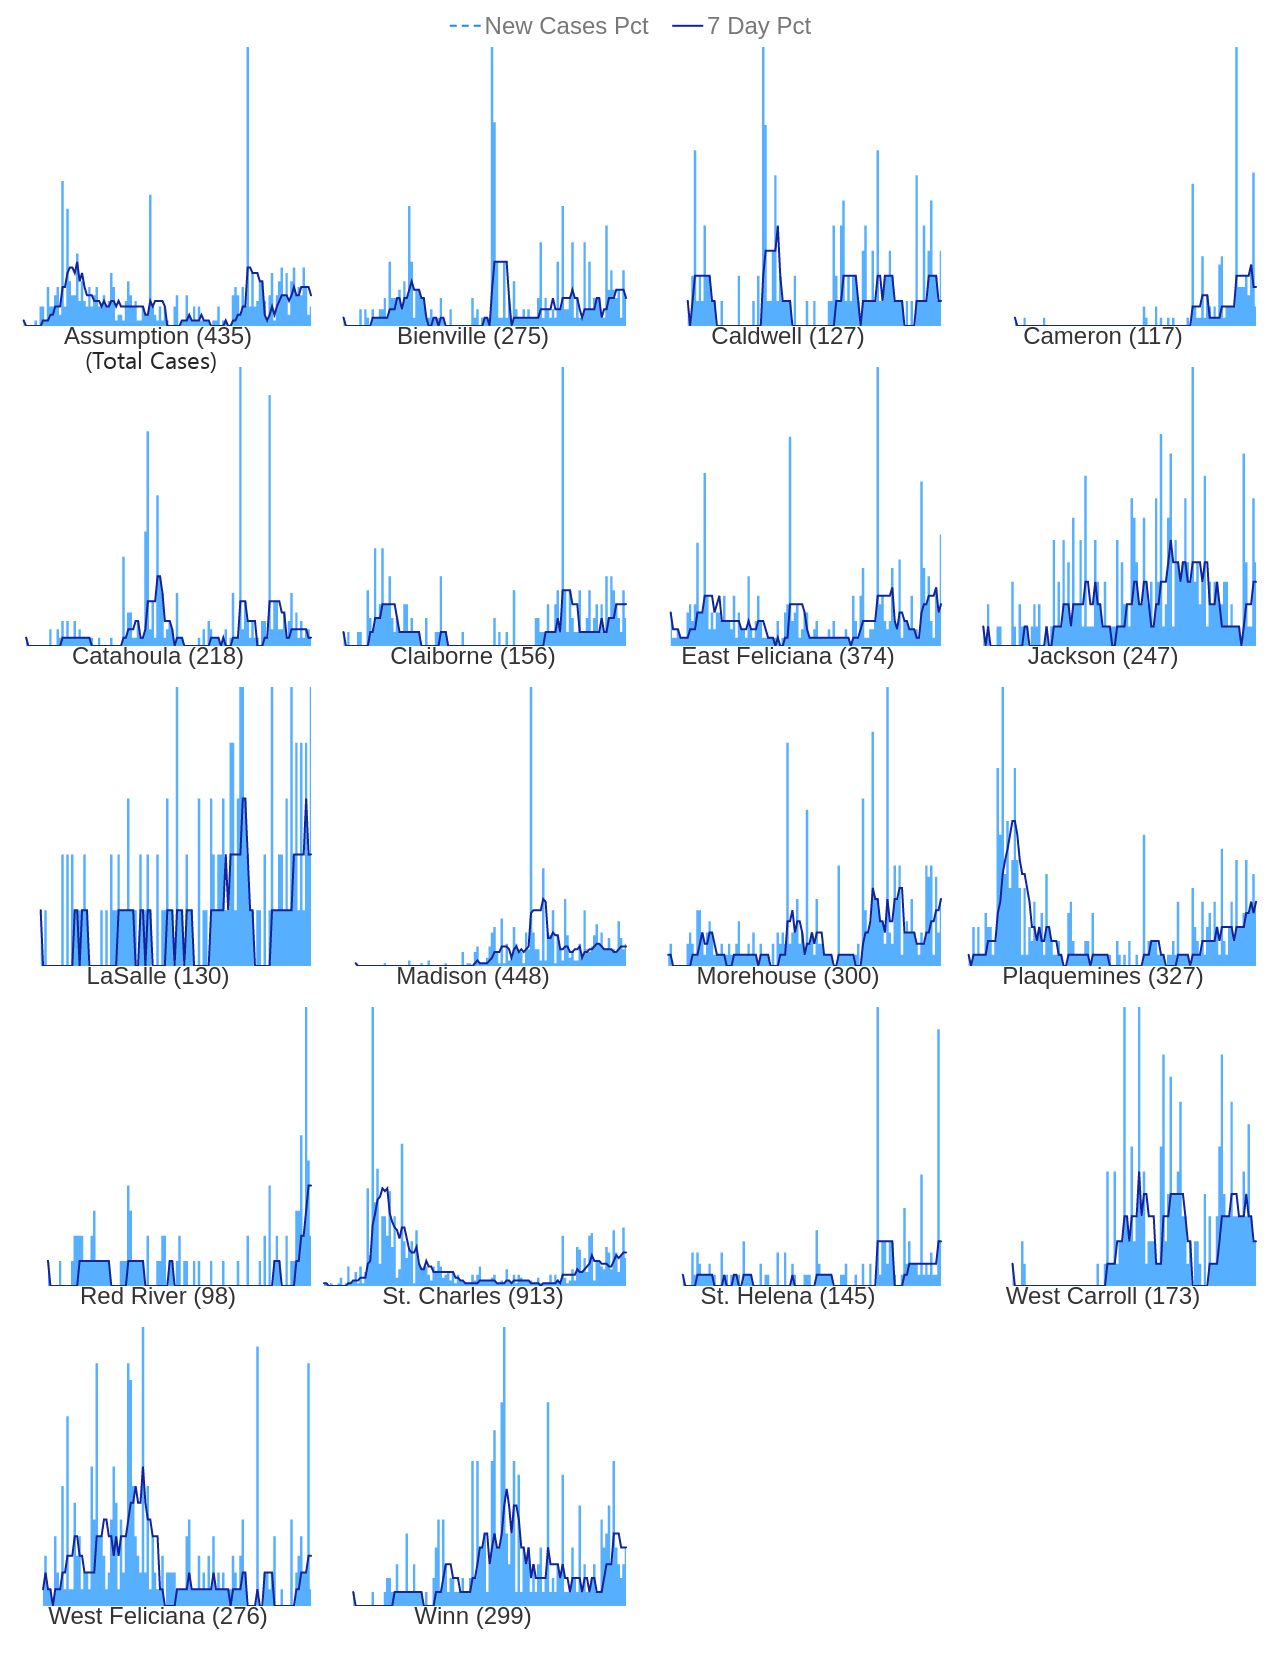 New Cases Pct 7 Day Pct
Assumption (435) Bienville (275) Caldwell (127) Cameron (117)
(Total Cases)
Catahoula (218) Claiborne (156) East Feliciana (374) Jackson (247)
LaSalle (130) Madison (448) Morehouse (300) Plaquemines (327)
Red River (98) St. Charles (913) St. Helena (145) West Carroll (173)
West Feliciana (276) Winn (299)